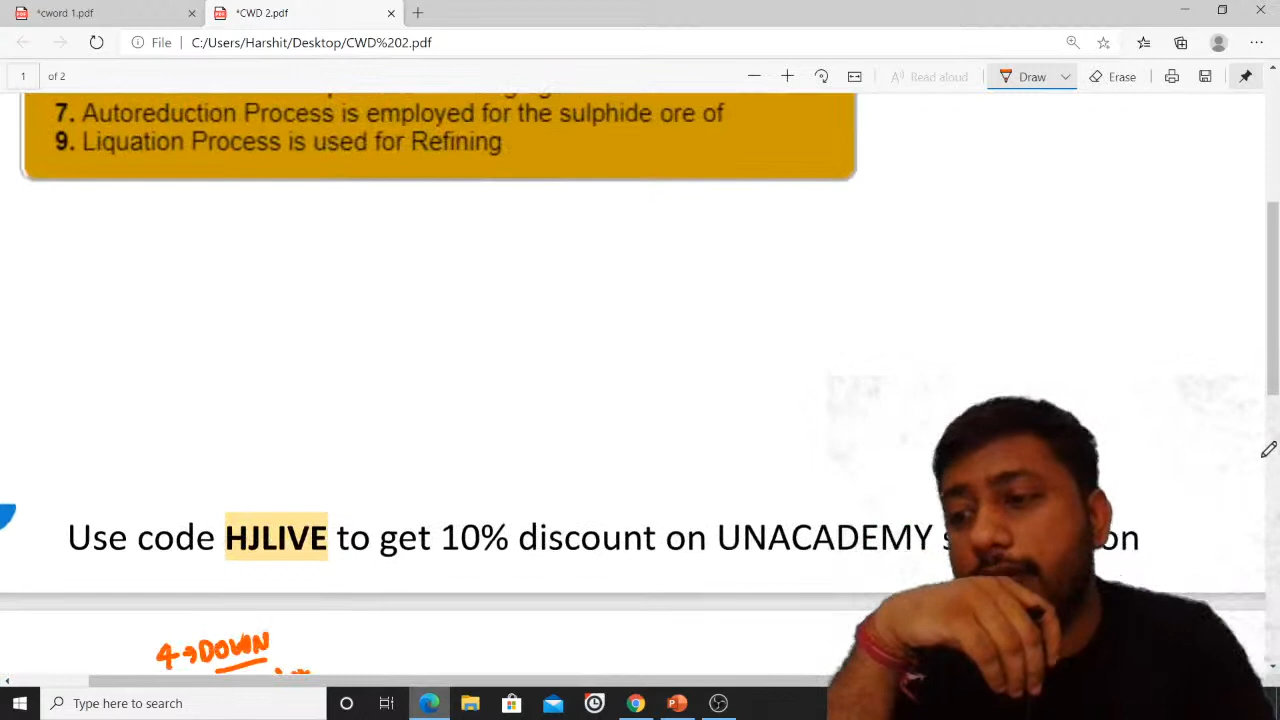 *cword 1.pdf
*CWD 2.pdf
File
C:/Users/Harshit/Desktop/CWD%202.pdf
1 of 2
Read aloud
Draw
Erase
7. Autoreduction Process is employed for the sulphide ore of
9. Liquation Process is used for Refining
Use code HJLIVE to get 10% discount on UNACADEMY
4→DOWN
Type here to search